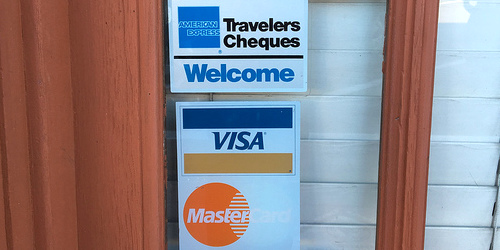 AMERICAN
EXPRESS
®
Travelers
Cheques
Welcome
VISA®
MasterCard